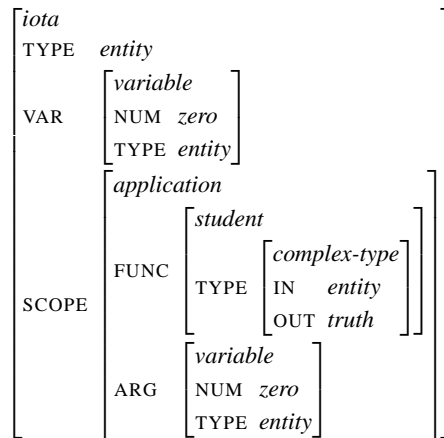 iota
TYPE entity
variable
VAR NUM zero
TYPE entity
application
student
complex-type
FUNC
TYPE IN entity
OUT truth
SCOPE
variable
ARG NUM zero
TYPE entity